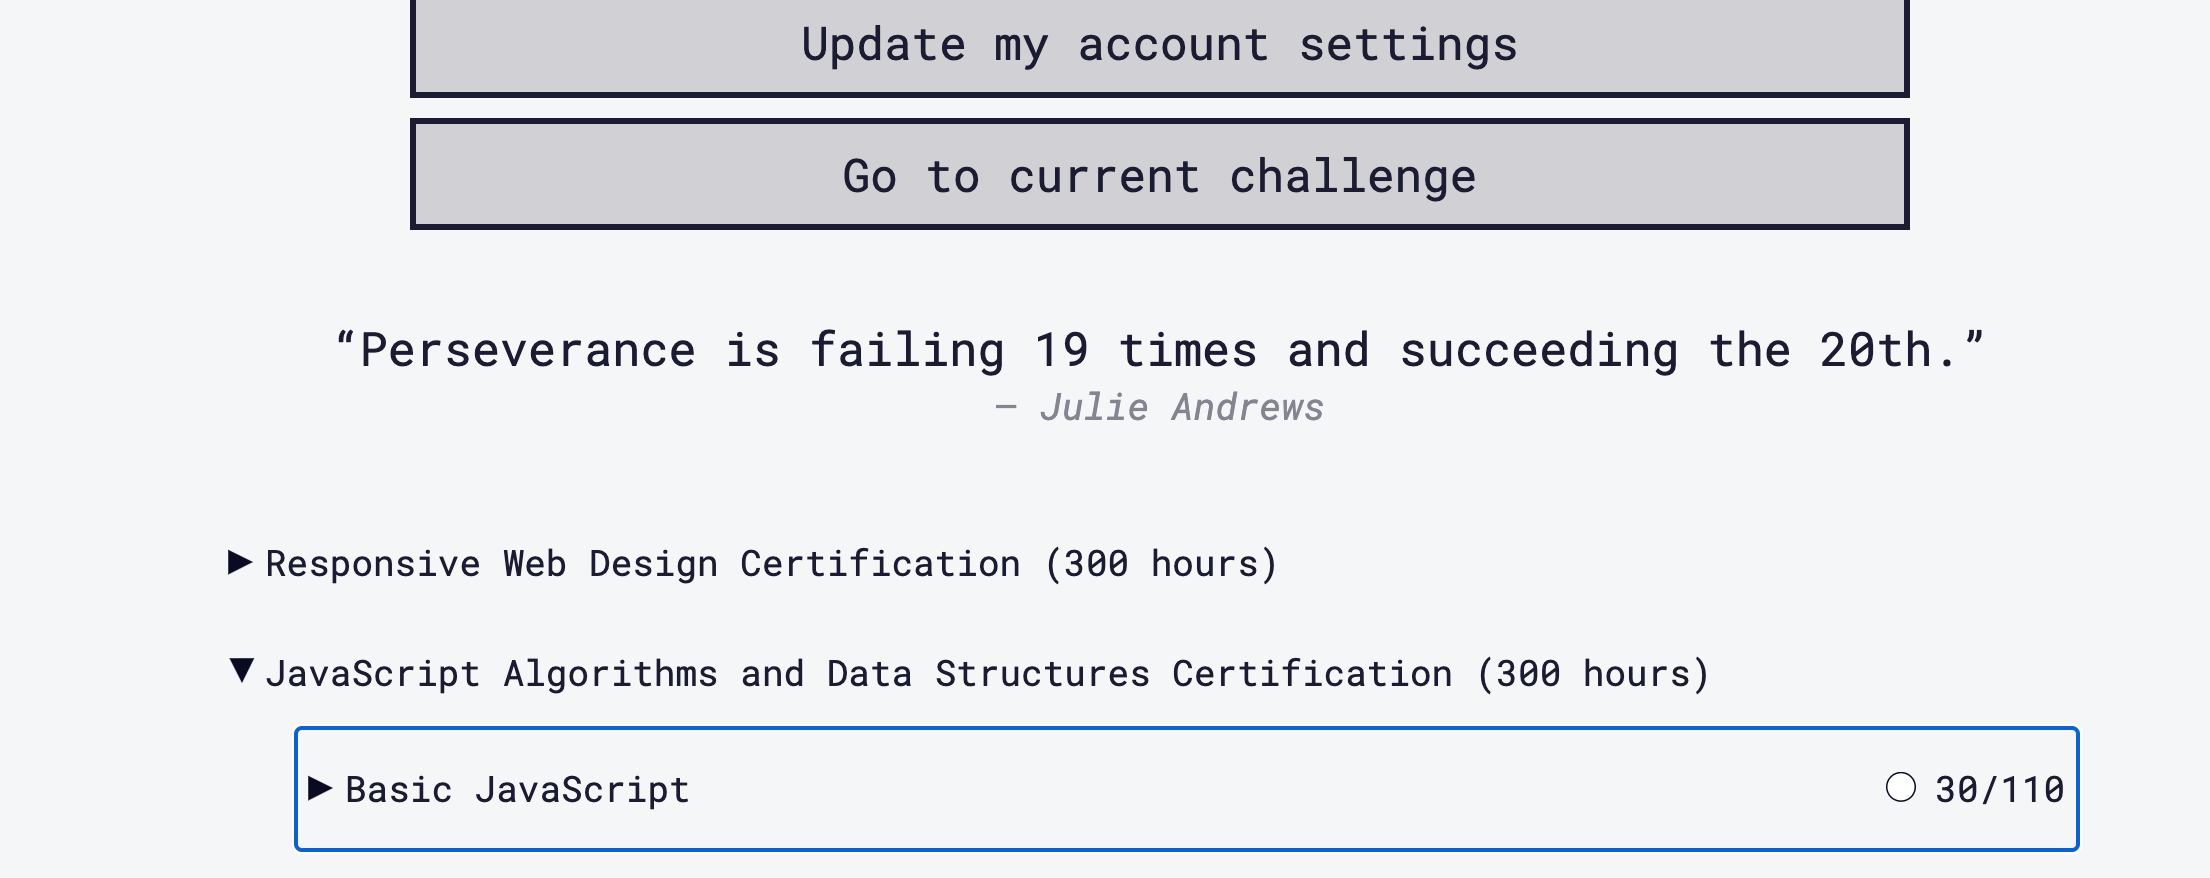 Update my account settings
Go to current challenge
“Perseverance is failing 19 times and succeeding the 20th.”
— Julie Andrews
Responsive Web Design Certification (300 hours)
JavaScript Algorithms and Data Structures Certification (300 hours)
Basic JavaScript 30/110